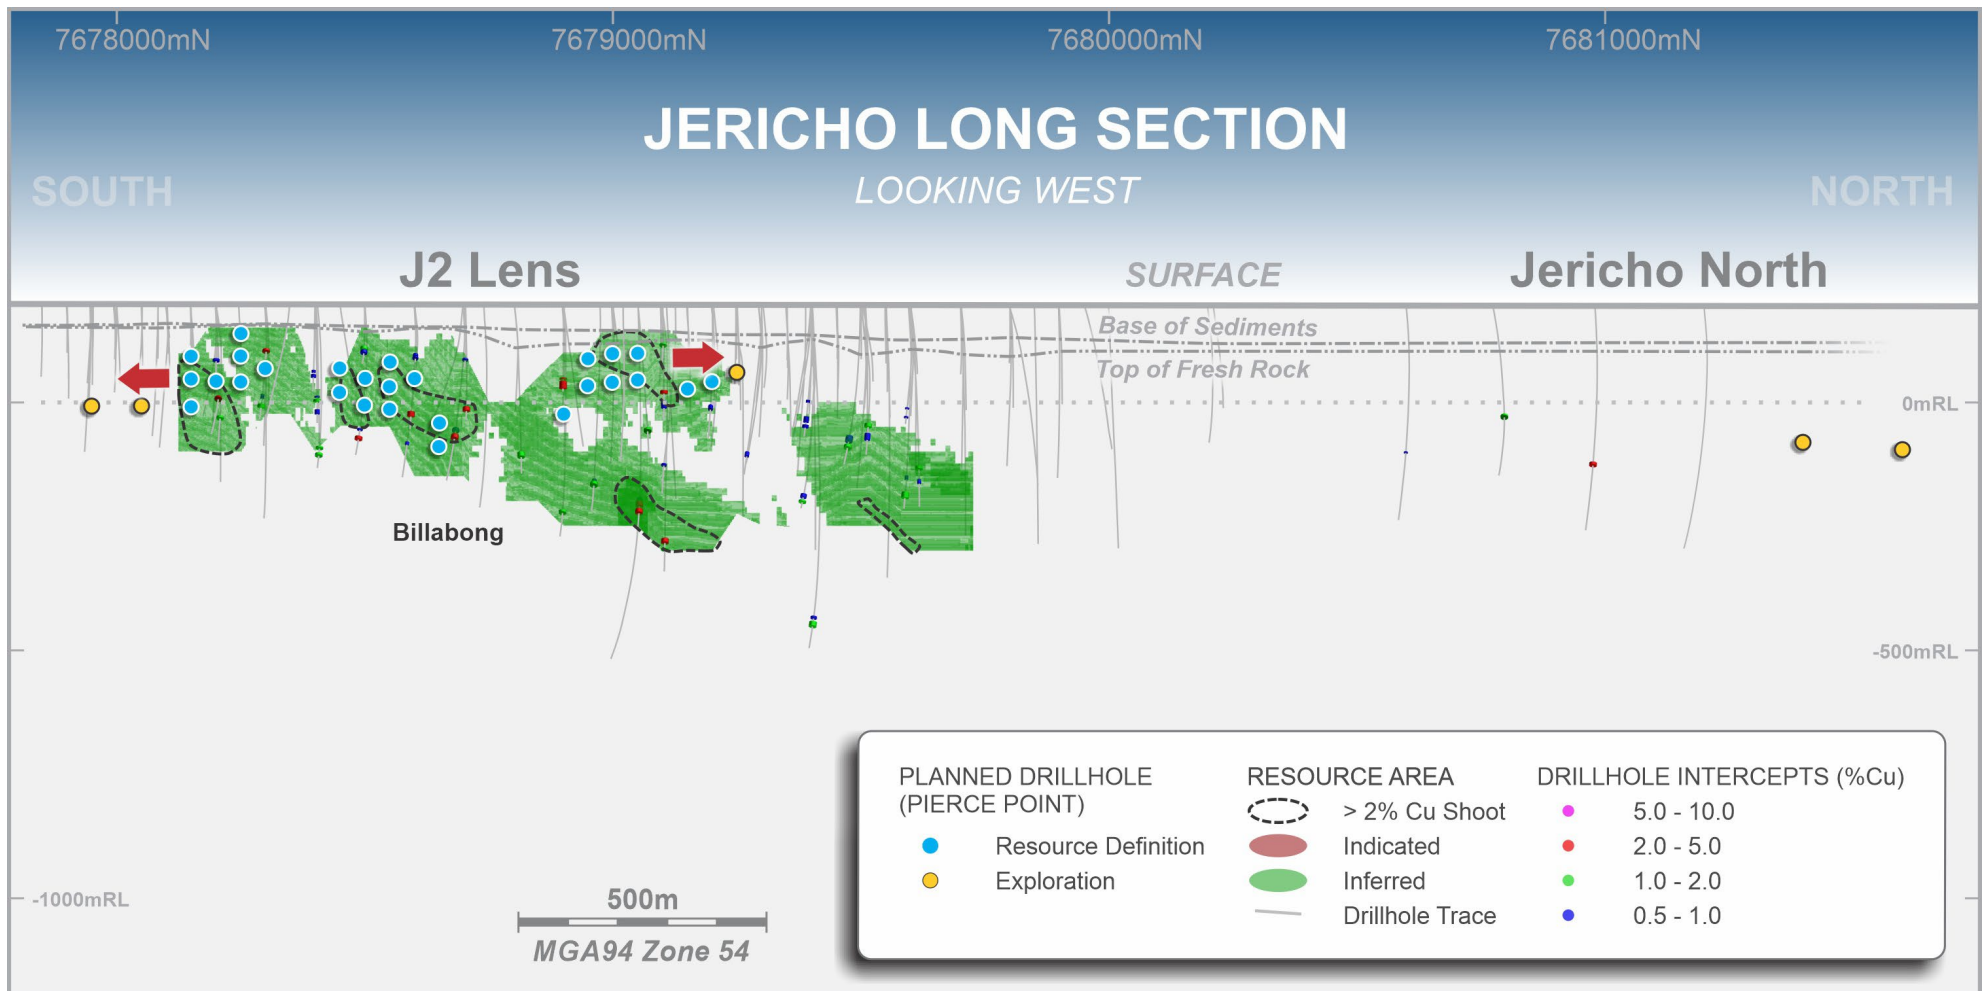 7678000mN
7679000mN
7680000mN
7681000mN
JERICHO LONG SECTION
SOUTH
LOOKING WEST
NORTH
J2 Lens
SURFACE
Jericho North
Base of Sediments
Top of Fresh Rock
0mRL
Billabong
-500mRL
-1000mRL
500m
MGA94 Zone 54
PLANNED DRILLHOLE
(PIERCE POINT)
Resource Definition
Exploration
RESOURCE AREA
> 2% Cu Shoot
Indicated
Inferred
Drillhole Trace
DRILLHOLE INTERCEPTS (%Cu)
5.0 - 10.0
2.0 - 5.0
1.0 - 2.0
0.5 - 1.0